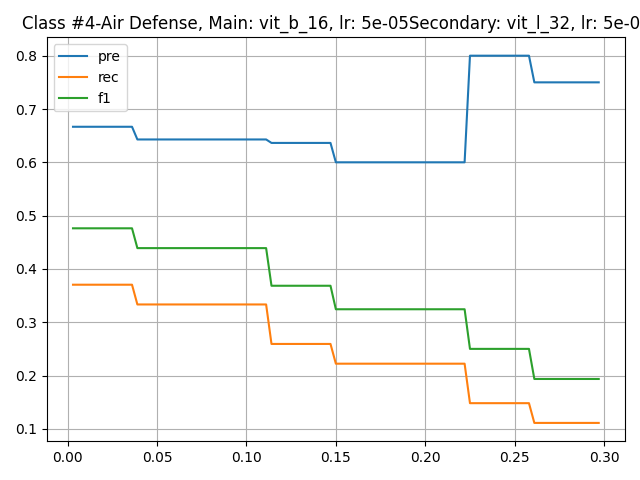 Class #4-Air Defense, Main: vit_b_16, lr: 5e-05Secondary: vit_l_32, lr: 5e-0
pre
rec
f1
0.8
0.7
0.6
0.5
0.4
0.3
0.2
0.1
0.00 0.05 0.10 0.15 0.20 0.25 0.30